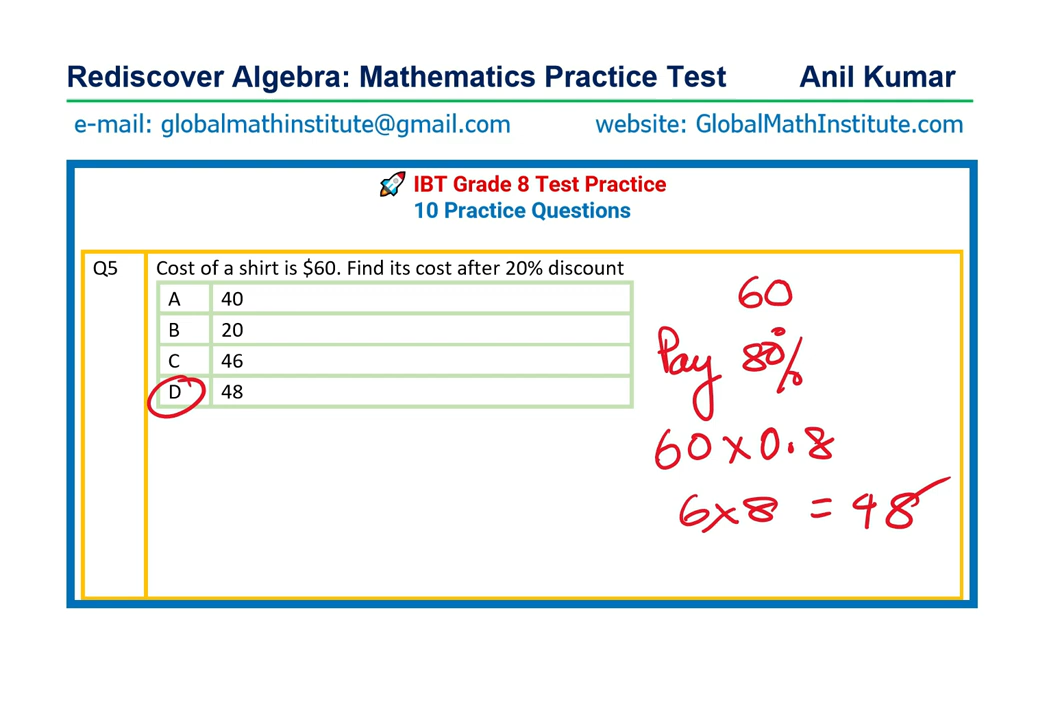 Rediscover Algebra: Mathematics Practice Test Anil Kumar
e-mail: globalmathinstitute@gmail.com website: GlobalMathInstitute.com
IBT Grade 8 Test Practice
10 Practice Questions
Q5 Cost of a shirt is $60. Find its cost after 20% discount
A 40
B 20
C 46
D 48
60
Pay 80%
60 x 0.8
6 x 8 = 48